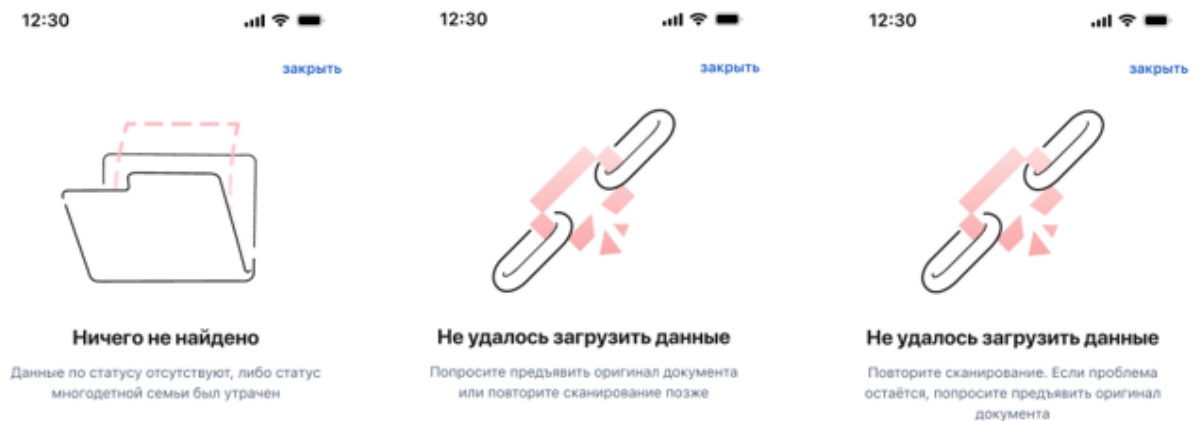 12:30
закрыть
Ничего не найдено
Данные по статусу отсутствуют, либо статус
многодетной семьи был утрачен
12:30
закрыть
Не удалось загрузить данные
Попросите предъявить оригинал документа
или повторите сканирование позже
12:30
закрыть
Не удалось загрузить данные
Повторите сканирование. Если проблема
остаётся, попросите предъявить оригинал
документа